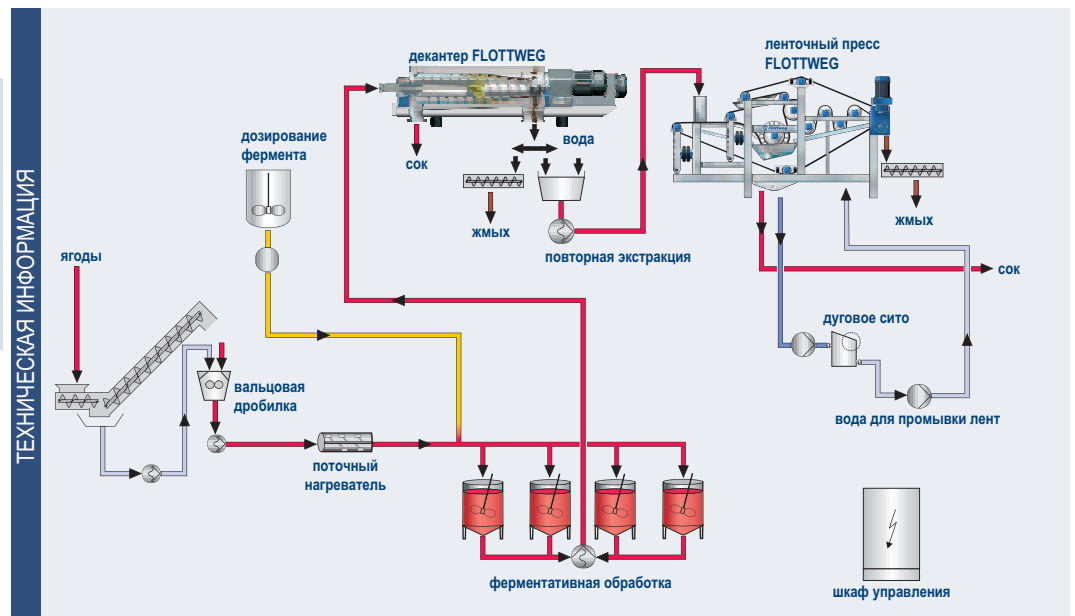 ТЕХНИЧЕСКАЯ ИНФОРМАЦИЯ
декантер FLOTTWEG
ленточный пресс
FLOTTWEG
дозирование
фермента
вода
сок
жмых
жмых
повторная экстракция
ягоды
сок
дуговое сито
вальцовая
дробилка
вода для промывки лент
поточный
нагреватель
ферментативная обработка
шкаф управления